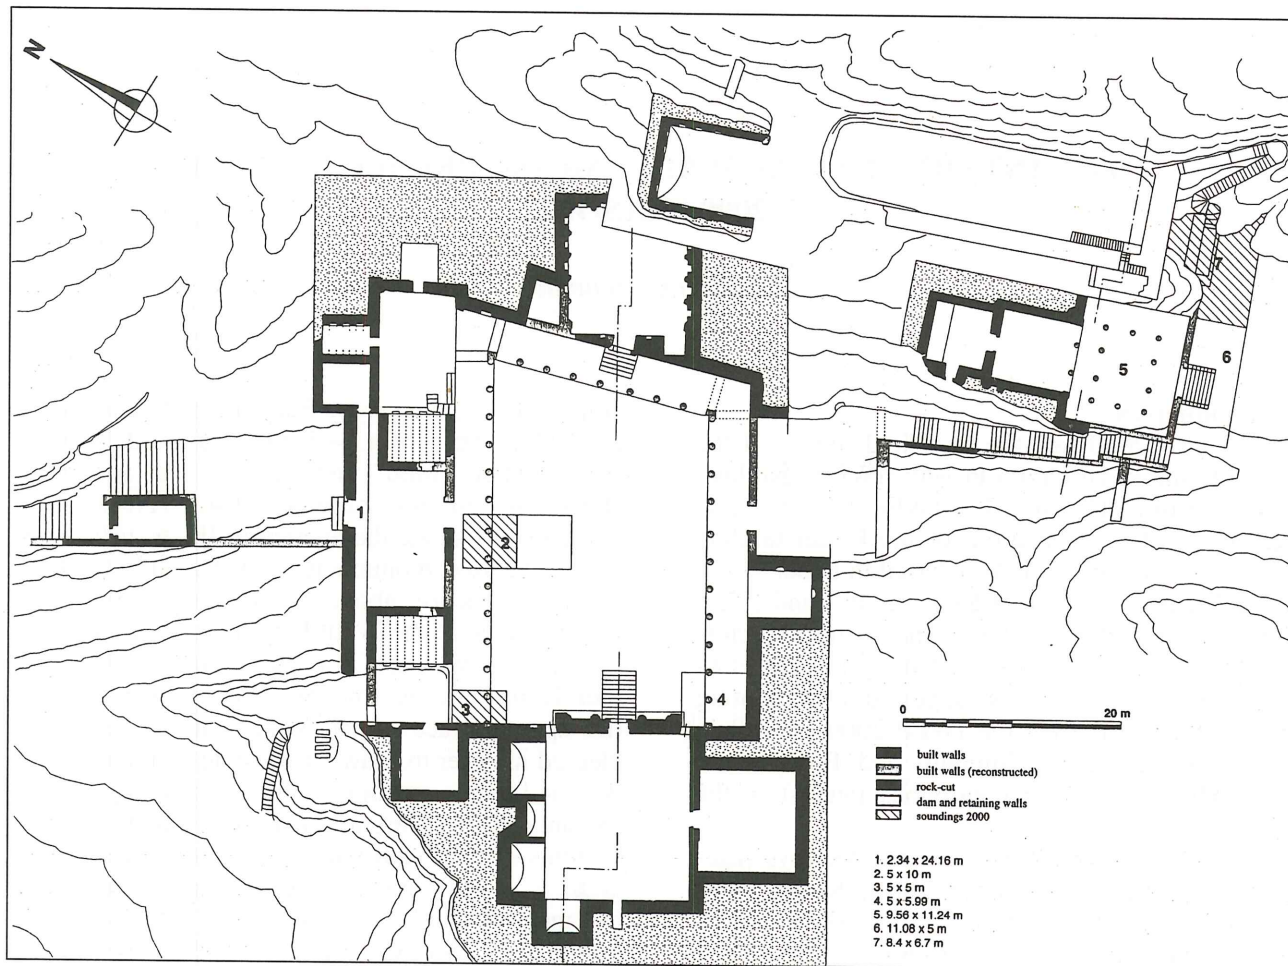 N
7
6
5
1
2
4
3
0 20 m
built walls
built walls (reconstructed)
rock-cut
dam and retaining walls
soundings 2000
1. 2.34 x 24.16 m
2. 5 x 10 m
3. 5 x 5 m
4. 5 x 5.99 m
5. 9.56 x 11.24 m
6. 11.08 x 5 m
7. 8.4 x 6.7 m